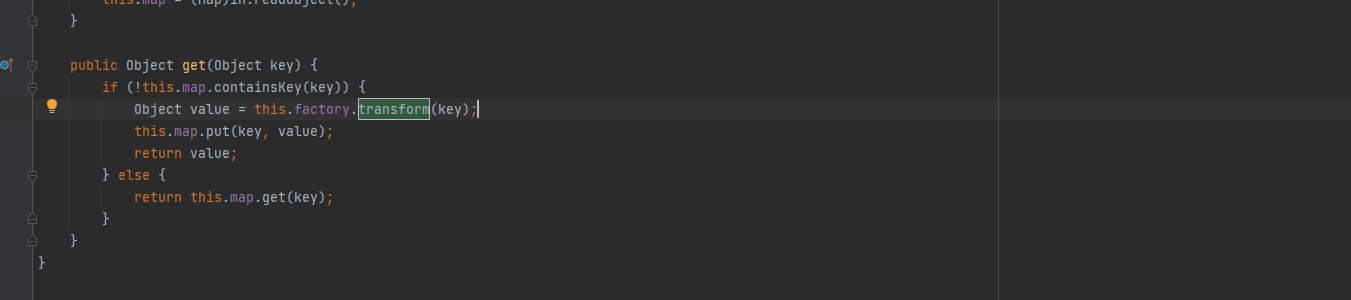 this.map = (Map)in.readObject();
}
public Object get(Object key) {
if (!this.map.containsKey(key)) {
Object value = this.factory.transform(key);
this.map.put(key, value);
return value;
} else {
return this.map.get(key);
}
}
}